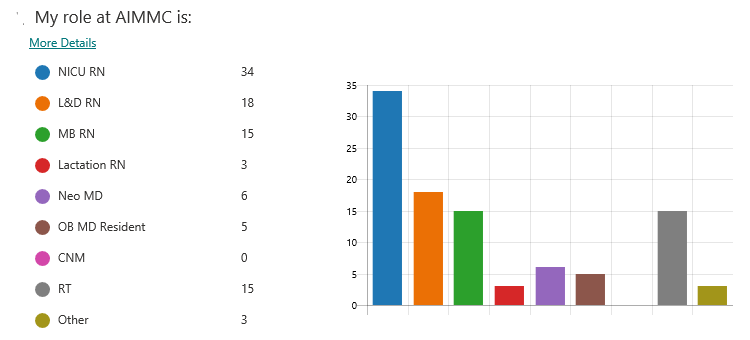 My role at AIMMC is:
More Details
NICU RN 34
L&D RN 18
MB RN 15
Lactation RN 3
Neo MD 6
OB MD Resident 5
CNM 0
RT 15
Other 3
35
30
25
20
15
10
5
0